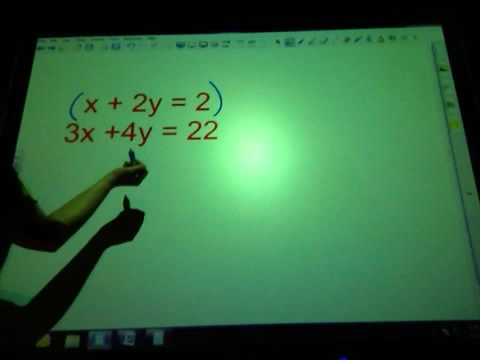 (x + 2y = 2)
3x +4y = 22